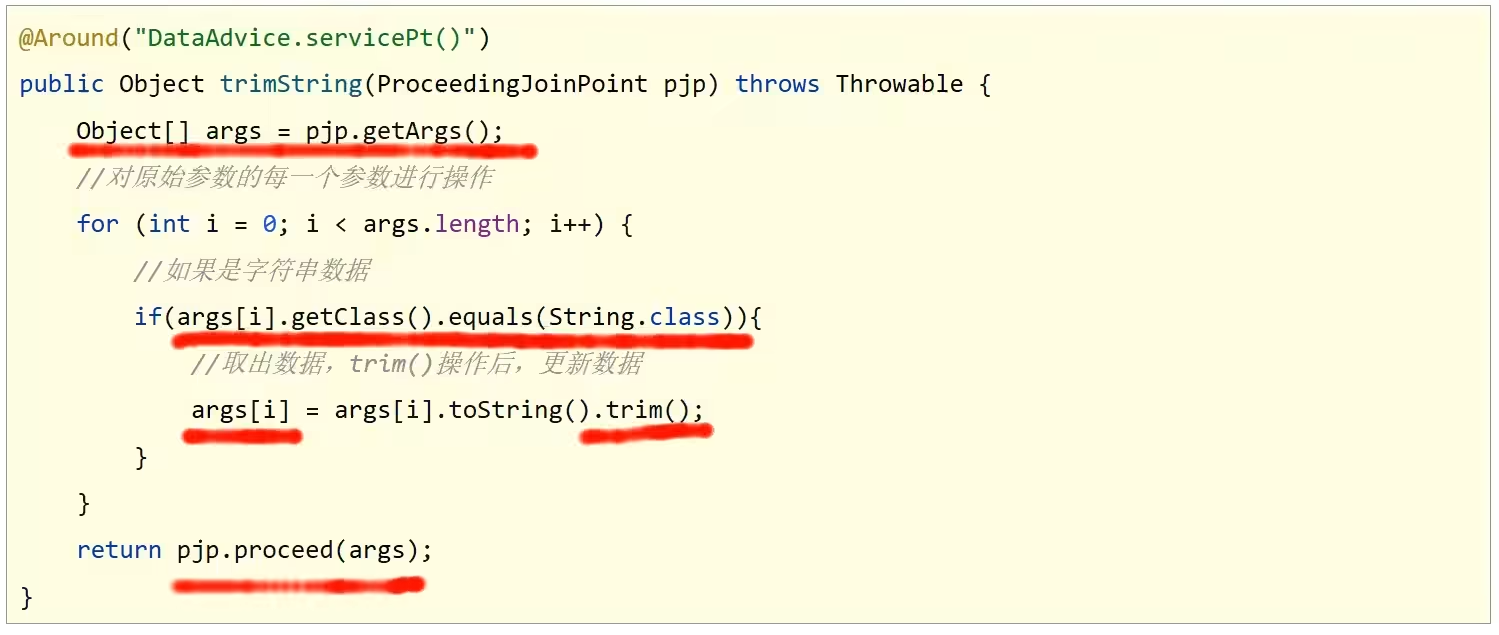 @Around("DataAdvice.servicePt()")
public Object trimString(ProceedingJoinPoint pjp) throws Throwable {
    Object[] args = pjp.getArgs();
    //对原始参数的每一个参数进行操作
    for (int i = 0; i < args.length; i++) {
        //如果是字符串数据
        if(args[i].getClass().equals(String.class)){
            //取出数据，trim()操作后，更新数据
            args[i] = args[i].toString().trim();
        }
    }
    return pjp.proceed(args);
}